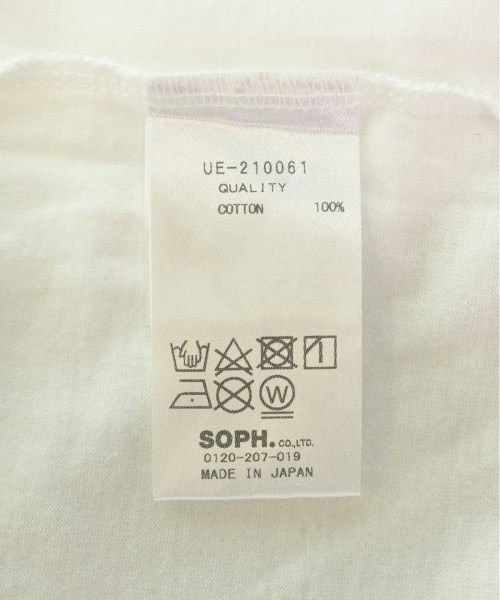 UE-210061
QUALITY
COTTON 100%
W
SOPH. CO.,LTD.
0120-207-019
MADE IN JAPAN